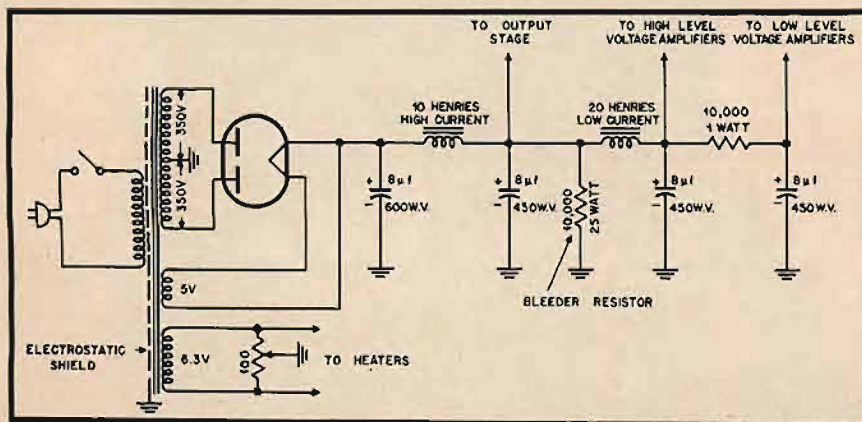 TO OUTPUT
STAGE
TO HIGH LEVEL
VOLTAGE AMPLIFIERS
TO LOW LEVEL
VOLTAGE AMPLIFIERS
350V
350V
10 HENRIES
HIGH CURRENT
20 HENRIES
LOW CURRENT
10,000
1 WATT
+ 8µf
- 600W.V.
+ 8µf
- 450W.V.
10,000
25 WATT
+ 8µf
- 450W.V.
+ 8µf
- 450W.V.
BLEEDER RESISTOR
5V
ELECTROSTATIC
SHIELD
6.3V
100
TO HEATERS